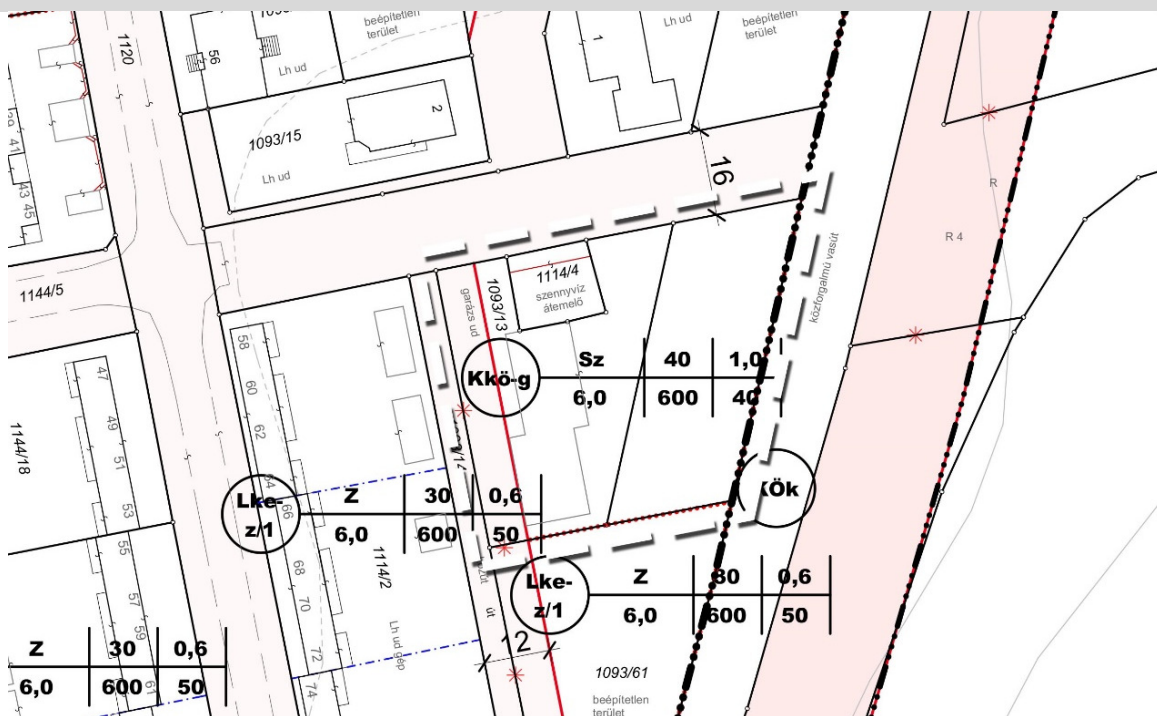 beépítetlen
terület
Lh ud
beépítetlen
terület
1120
56
Lh ud
1
2
1093/15
Lh ud
16
41
43
45
R
R 4
közforgalmú vasút
1144/5
1093/13
garázs ud
1114/4
szennyvíz
átemelő
58
60
62
64
66
68
70
72
74
47
49
51
53
55
57
59
61
1144/18
Kkö-g
Sz 40 1,0
6,0 600 40
KÖk
Lke-
z/1
Z 30 0,6
6,0 600 50
1114/2
Lh ud gép
út
12
Lke-
z/1
Z 30 0,6
6,0 600 50
Z 30 0,6
6,0 600 50
1093/61
beépítetlen
terület